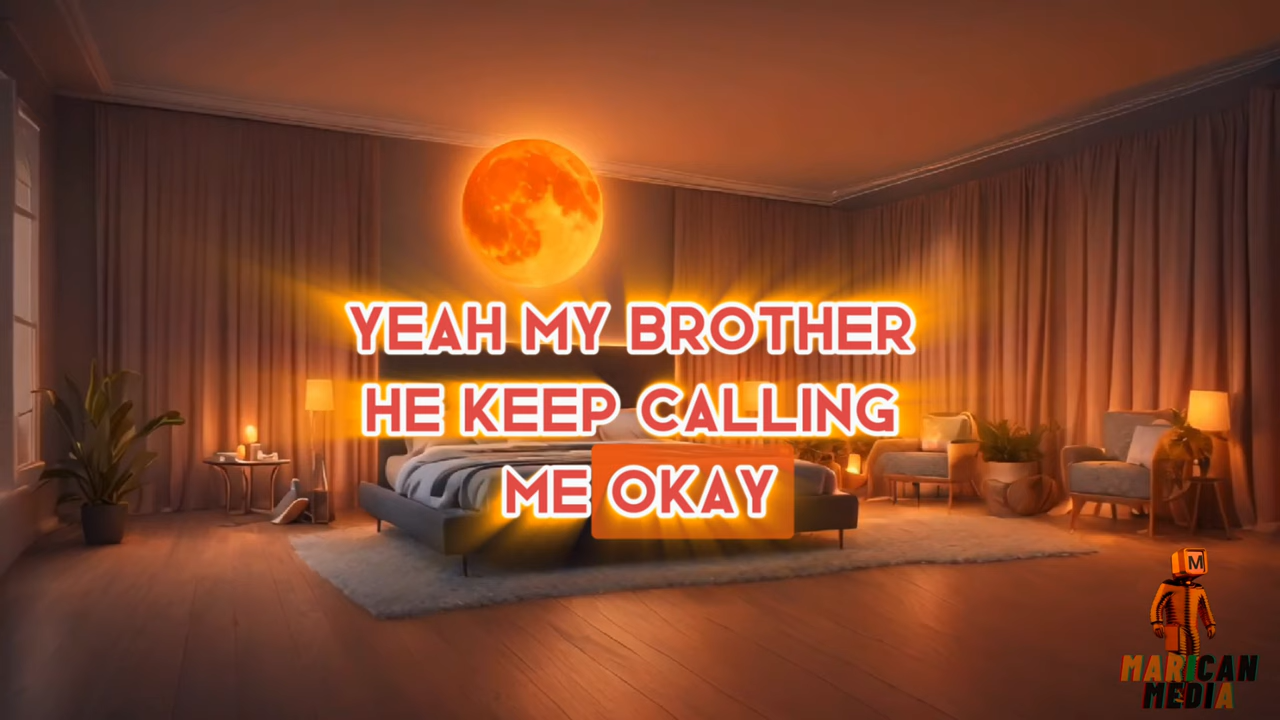 YEAH MY BROTHER
HE KEEP CALLING
ME OKAY
M
MARICAN
MEDIA